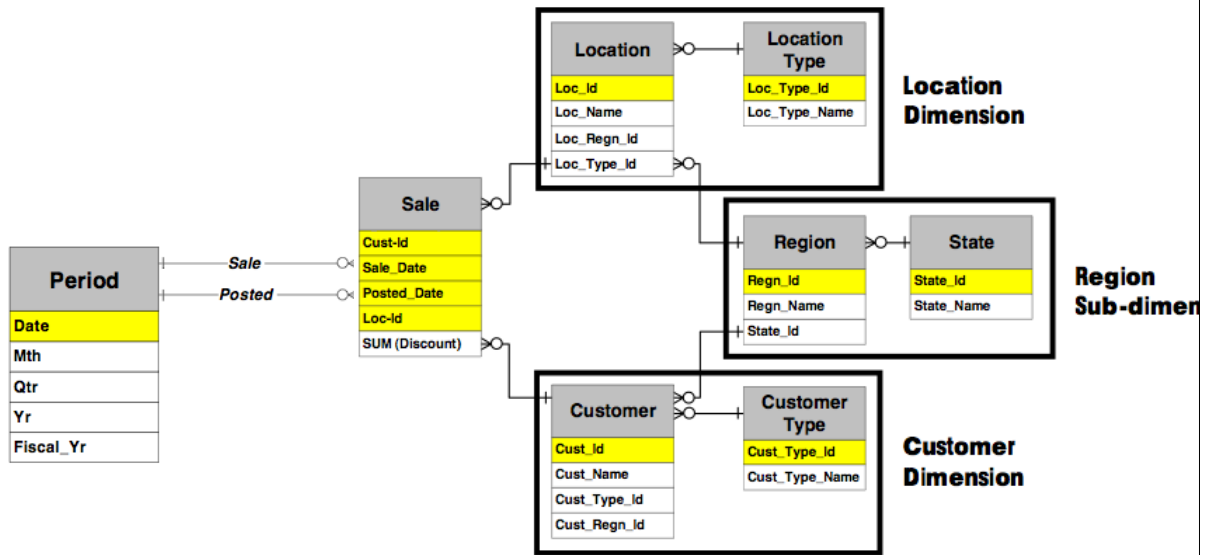 Period
Date
Mth
Qtr
Yr
Fiscal_Yr
Sale
Posted
Sale
Cust-Id
Sale_Date
Posted_Date
Loc-Id
SUM (Discount)
Location
Loc_Id
Loc_Name
Loc_Regn_Id
Loc_Type_Id
Location
Type
Loc_Type_Id
Loc_Type_Name
Location
Dimension
Region
Regn_Id
Regn_Name
State_Id
State
State_Id
State_Name
Region
Sub-dimen
Customer
Cust_Id
Cust_Name
Cust_Type_Id
Cust_Regn_Id
Customer
Type
Cust_Type_Id
Cust_Type_Name
Customer
Dimension